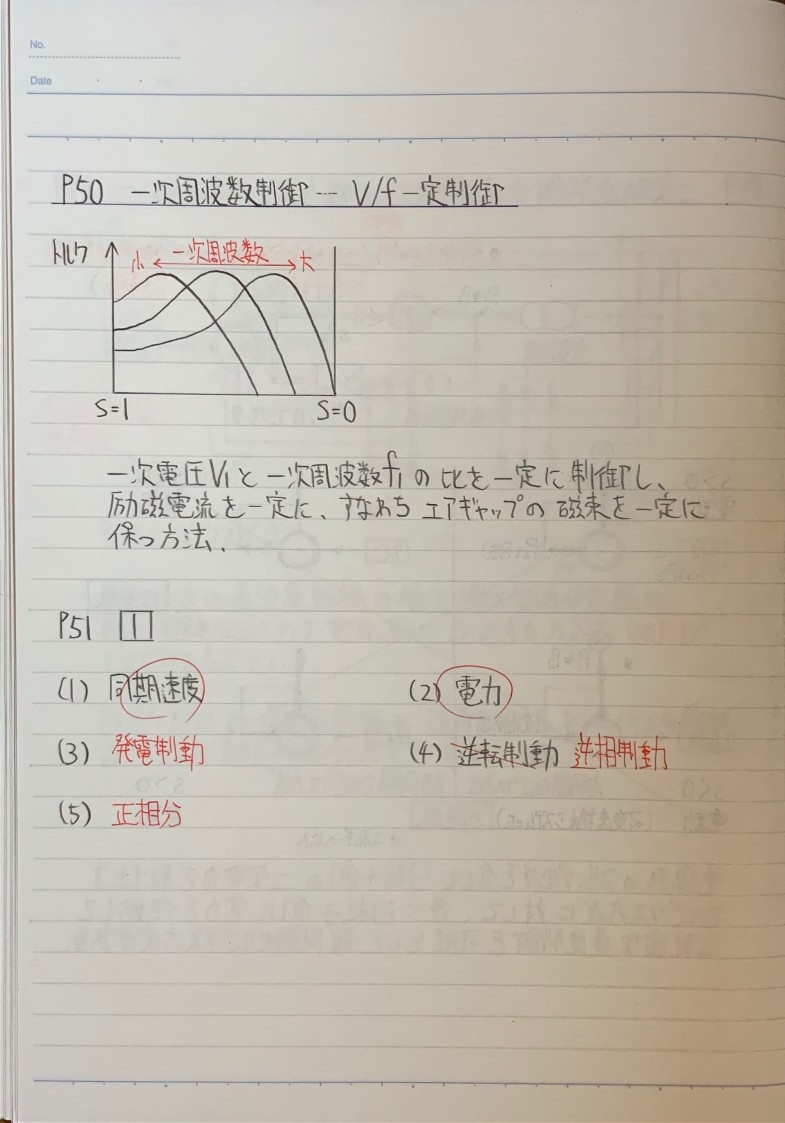 No.
Date
P50 一次周波数制御 … V/f 一定制御
トルク 小 一次周波数 大
S=1 S=0
一次電圧V₁と一次周波数f₁の比を一定に制御し、
励磁電流を一定に、すなわちエアギャップの磁束を一定に
保つ方法.
P51 1
(1) 同期速度 (2) 電力
(3) 発電制動 (4) 逆転制動 逆相制動
(5) 正相分